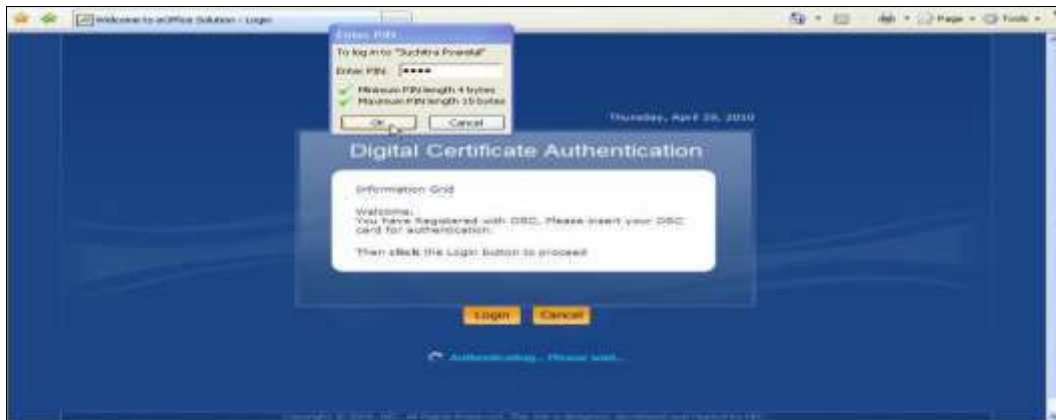 Welcome to eOffice Solution - Login
Page
Tools
Enter PIN
To log in to "Suchitra
Enter PIN: ****
Minimum PIN length 4 bytes
Maximum PIN length 15 bytes
OK
Cancel
Thursday, April 2010
Digital Certificate Authentication
Information Grid
Welcome,
You have Registered with DSC, Please insert your DSC
card for authentication.
Then click the Login button to proceed
Login
Cancel
Authenticating... Please wait...